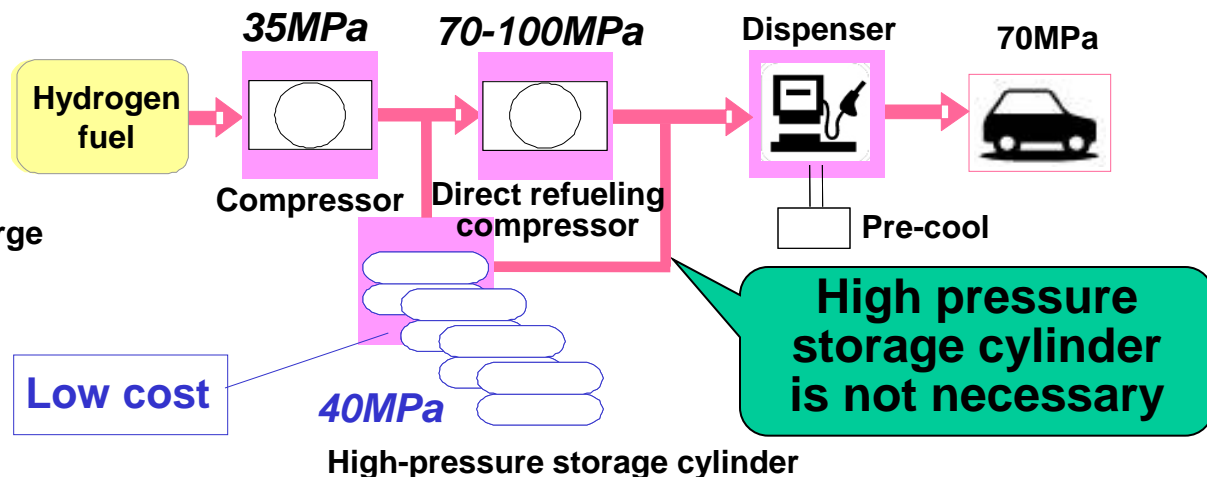 35MPa
70-100MPa
Dispenser
70MPa
Hydrogen
fuel
Compressor
Direct refueling
compressor
rge
Pre-cool
High pressure
storage cylinder
is not necessary
Low cost
40MPa
High-pressure storage cylinder